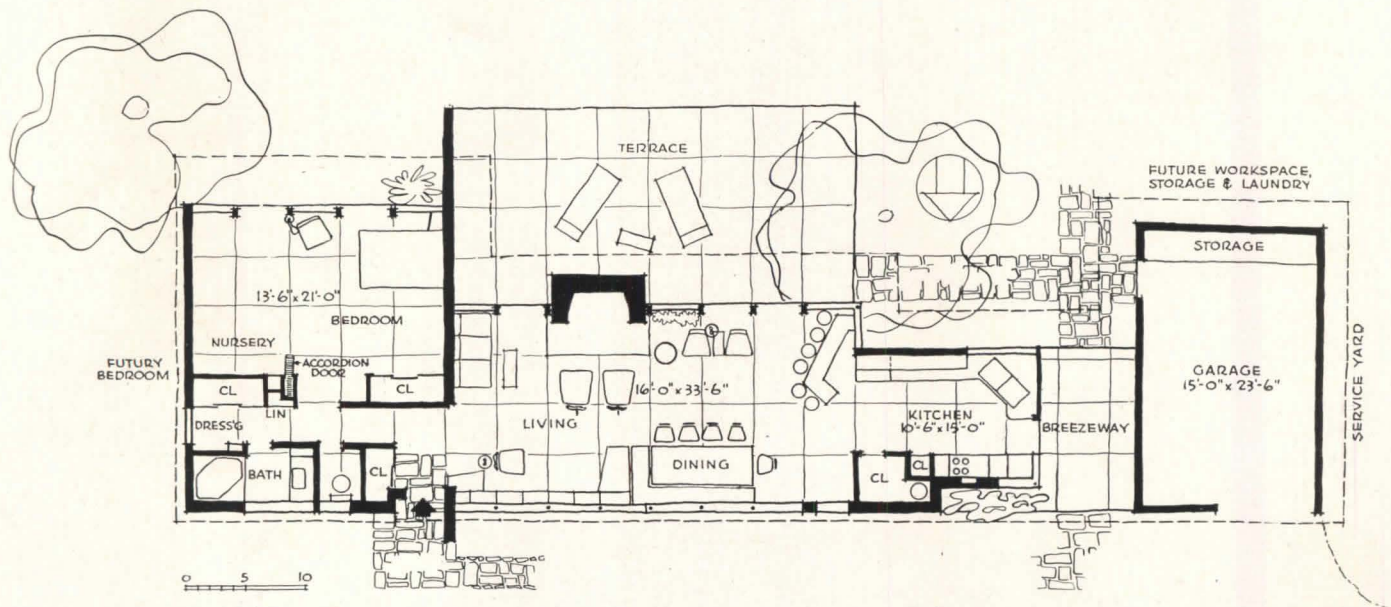 TERRACE
FUTURE WORKSPACE,
STORAGE & LAUNDRY
STORAGE
13'-6" x 21'-0"
BEDROOM
NURSERY
ACCORDION
DOOR
FUTURY
BEDROOM
CL
CL
LIN
DRESS'G
BATH
CL
LIVING
16'-0" x 33'-6"
DINING
KITCHEN
10'-6" x 15'-0"
CL
CL
BREEZEWAY
GARAGE
15'-0" x 23'-6"
SERVICE YARD
0 5 10